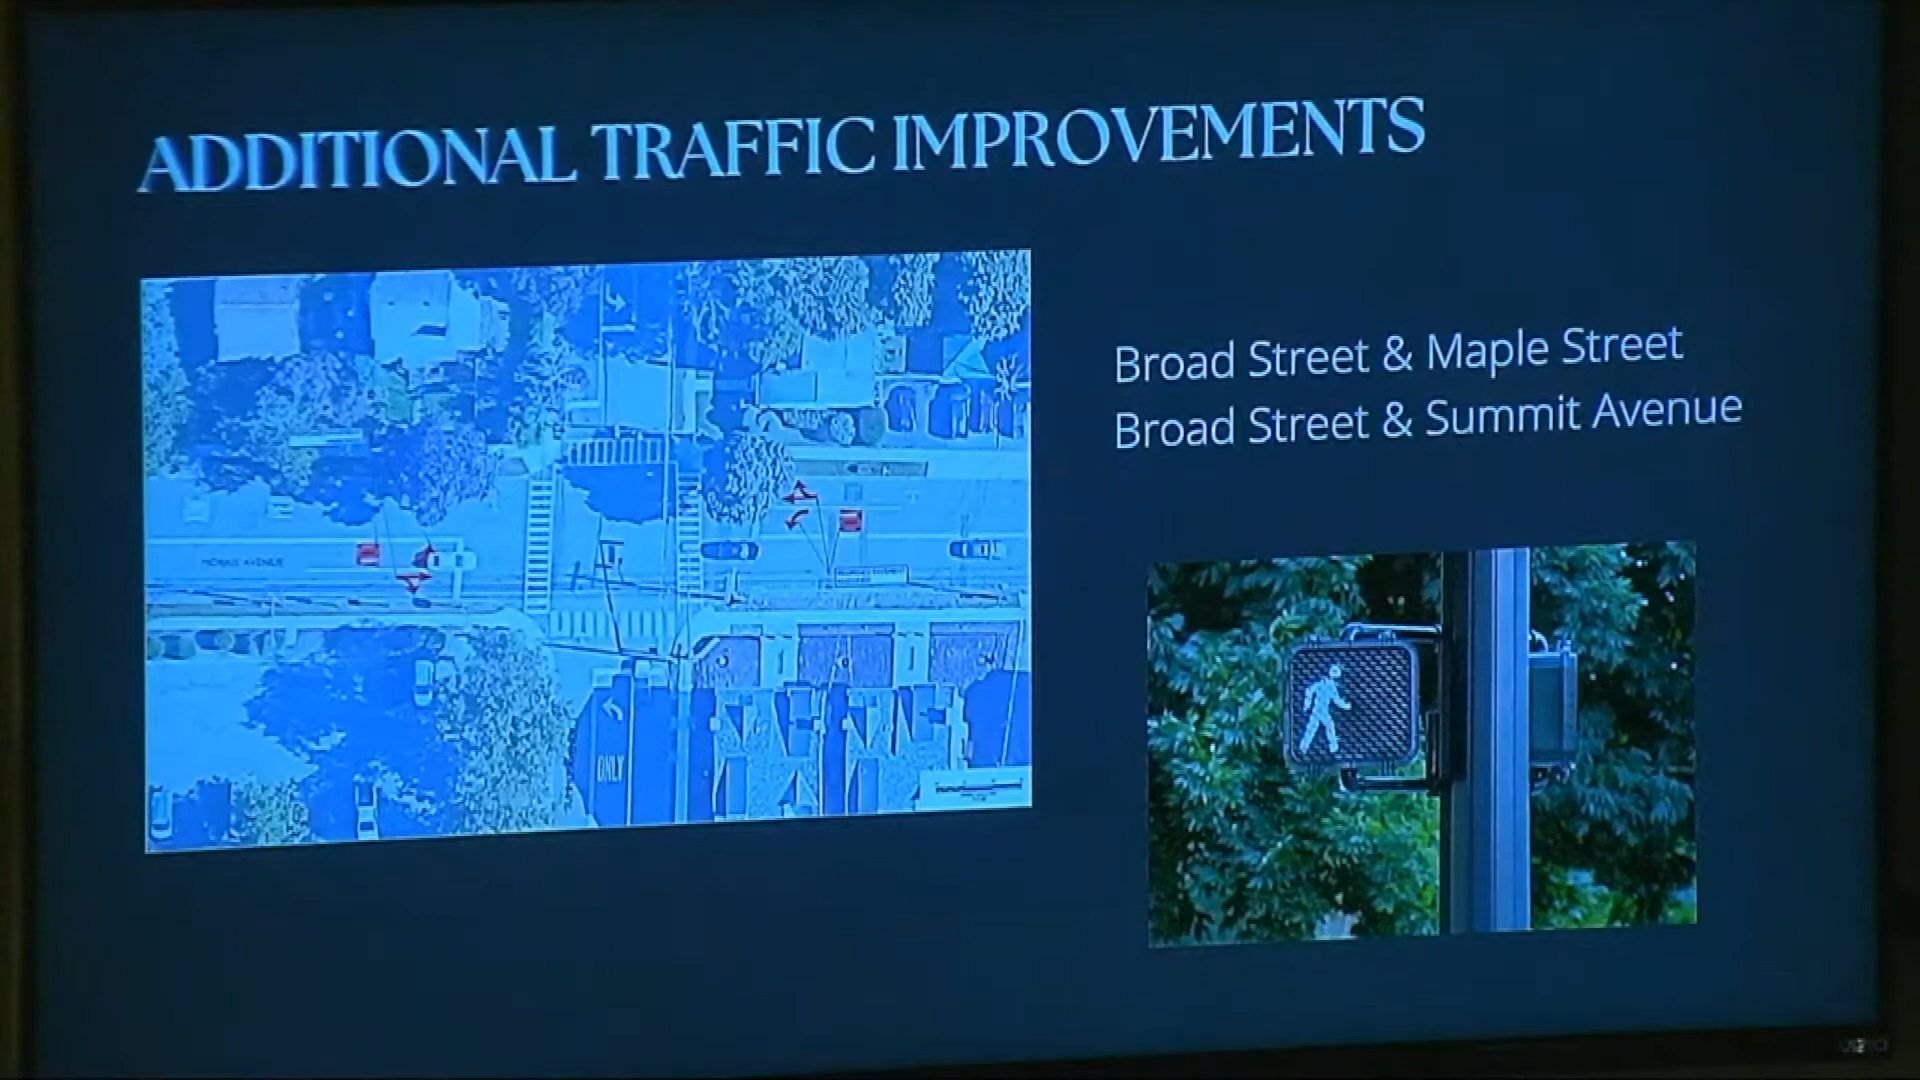 ADDITIONAL TRAFFIC IMPROVEMENTS
Broad Street & Maple Street
Broad Street & Summit Avenue
MORRIS AVENUE
ONLY